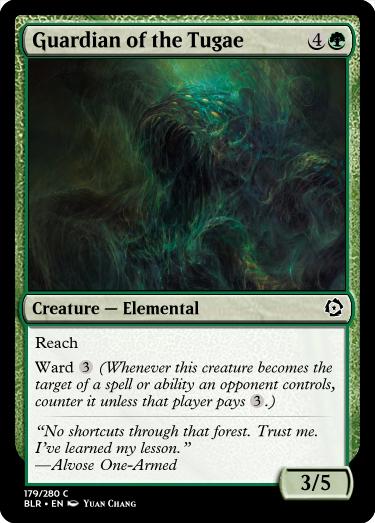 Guardian of the Tugae 4
Creature — Elemental
Reach
Ward 3 (Whenever this creature becomes the
target of a spell or ability an opponent controls,
counter it unless that player pays 3.)
“No shortcuts through that forest. Trust me.
I’ve learned my lesson.”
—Alvose One-Armed
3/5
179/280 C
BLR • EN Yuan Chang